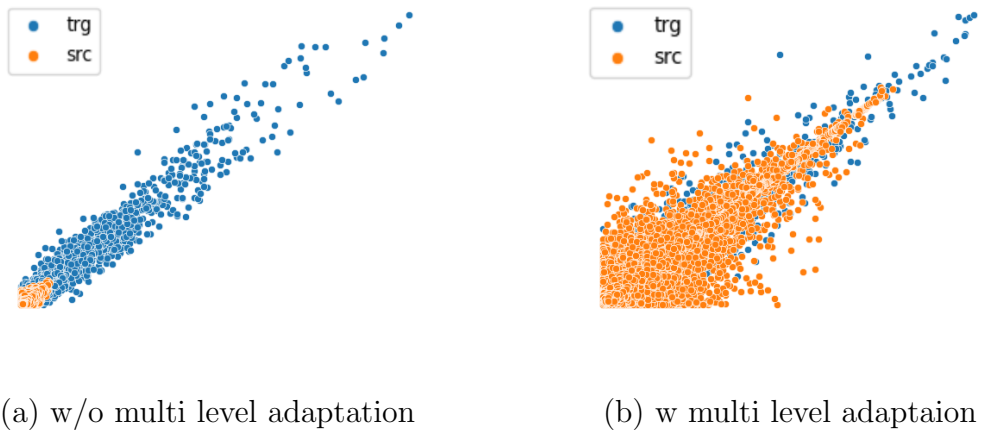 trg
src
trg
src
(a) w/o multi level adaptation
(b) w multi level adaptaion